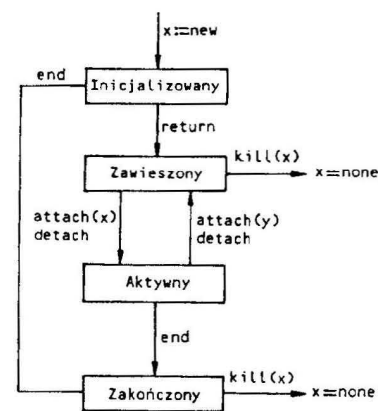 x:=new
end
Inicjalizowany
return
kill(x)
Zawieszony
x:=none
attach(x)
detach
attach(y)
detach
Aktywny
end
kill(x)
Zakończony
x:=none